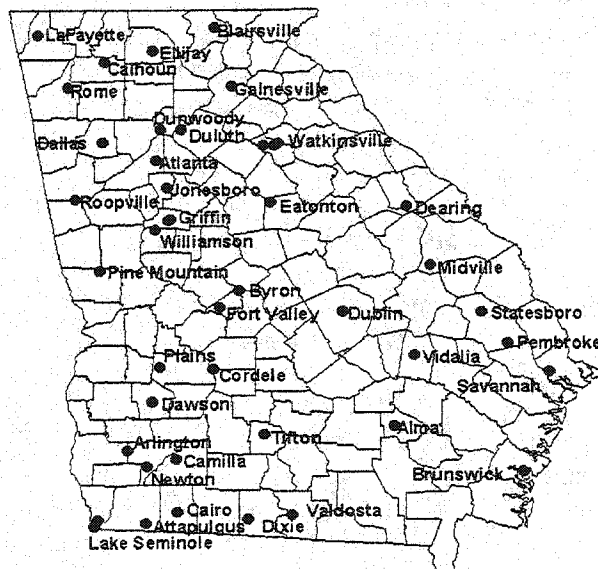 Blairsville
LaFayette
Ellijay
Calhoun
Rome
Gainesville
Dunwoody
Duluth
Dallas
Watkinsville
Atlanta
Jonesboro
Roopville
Eatonton
Dearing
Griffin
Williamson
Midville
Pine Mountain
Byron
Fort Valley
Dublin
Statesboro
Pembroke
Plains
Vidalia
Cordele
Savannah
Dawson
Alma
Tifton
Arlington
Camilla
Brunswick
Newton
Cairo
Valdosta
Attapulgus
Dixie
Lake Seminole